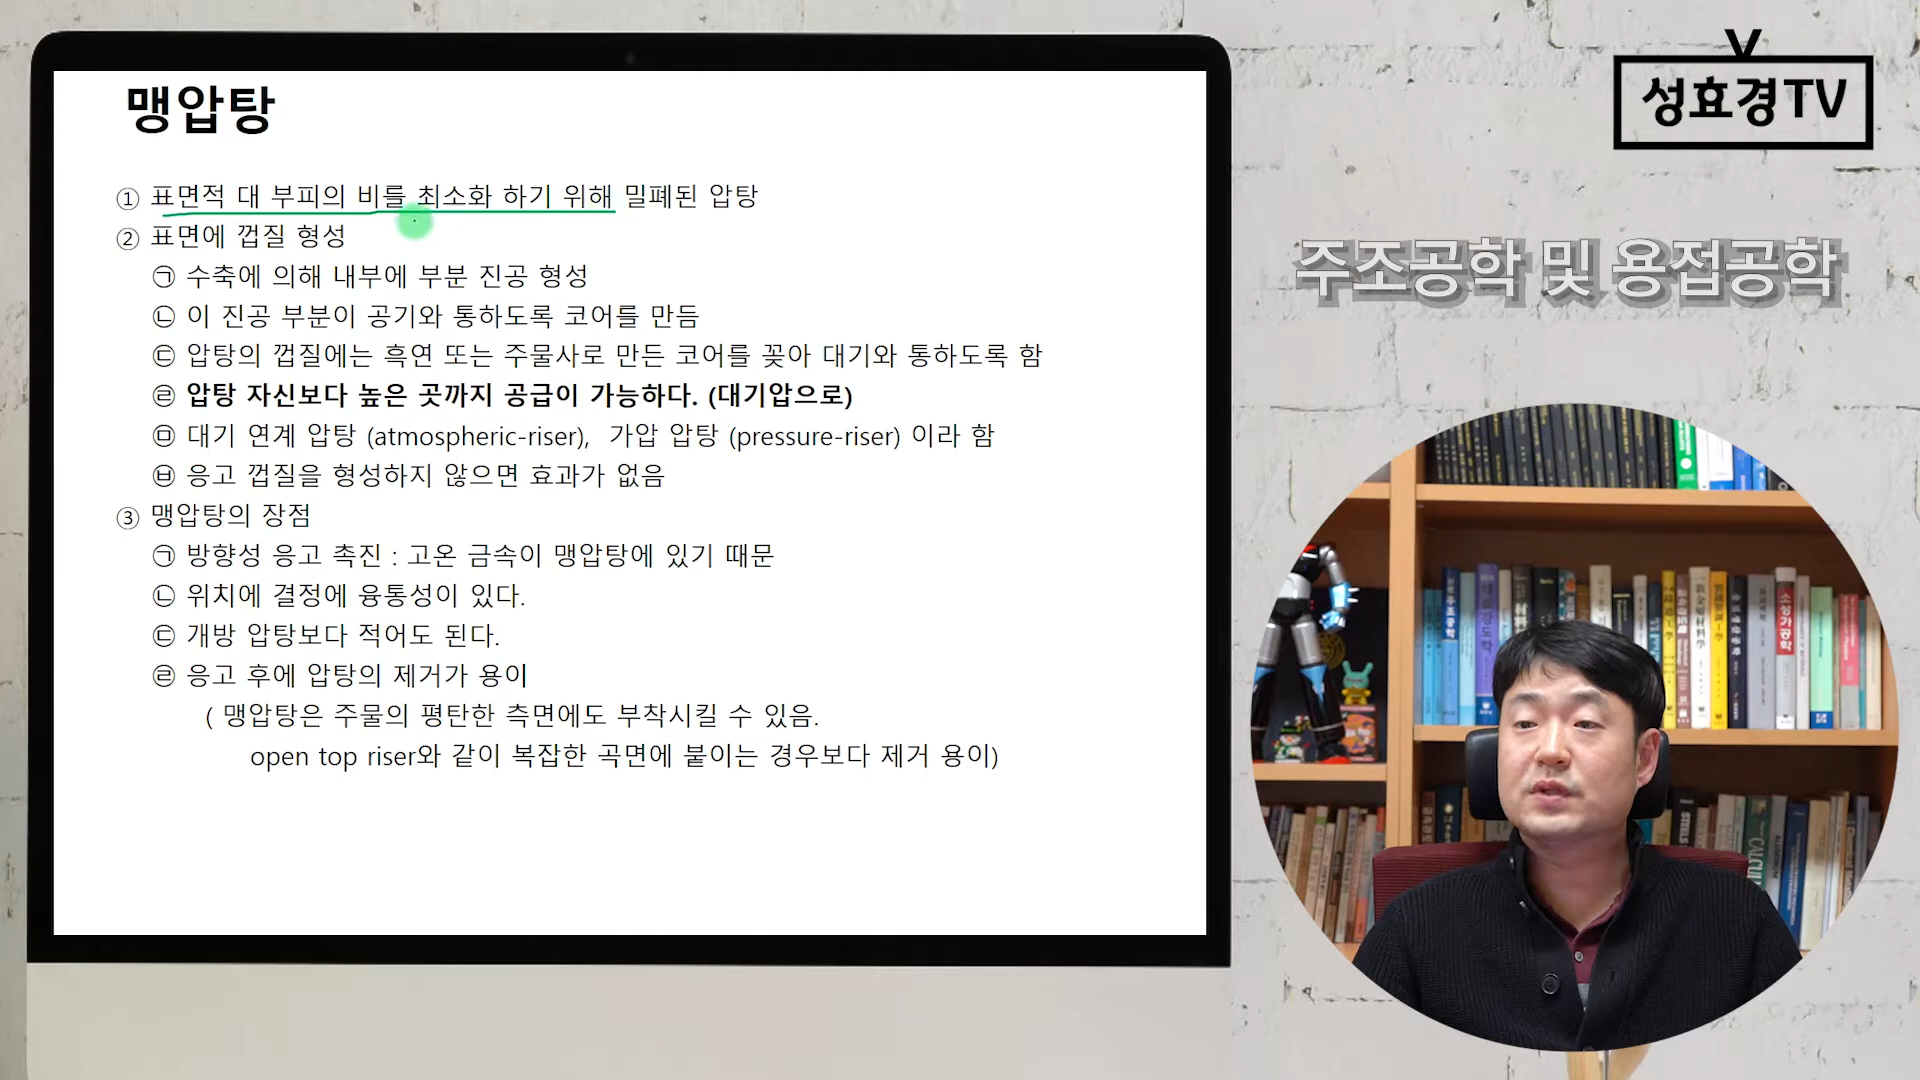 맹압탕
① 표면적 대 부피의 비를 최소화 하기 위해 밀폐된 압탕
② 표면에 껍질 형성
㉠ 수축에 의해 내부에 부분 진공 형성
㉡ 이 진공 부분이 공기와 통하도록 코어를 만듬
㉢ 압탕의 껍질에는 흑연 또는 주물사로 만든 코어를 꽂아 대기와 통하도록 함
㉣ 압탕 자신보다 높은 곳까지 공급이 가능하다. (대기압으로)
㉤ 대기 연계 압탕 (atmospheric-riser), 가압 압탕 (pressure-riser) 이라 함
㉥ 응고 껍질을 형성하지 않으면 효과가 없음
③ 맹압탕의 장점
㉠ 방향성 응고 촉진 : 고온 금속이 맹압탕에 있기 때문
㉡ 위치에 결정에 융통성이 있다.
㉢ 개방 압탕보다 적어도 된다.
㉣ 응고 후에 압탕의 제거가 용이
( 맹압탕은 주물의 평탄한 측면에도 부착시킬 수 있음.
open top riser와 같이 복잡한 곡면에 붙이는 경우보다 제거 용이)
성효경TV
주조공학 및 용접공학
소성가공학